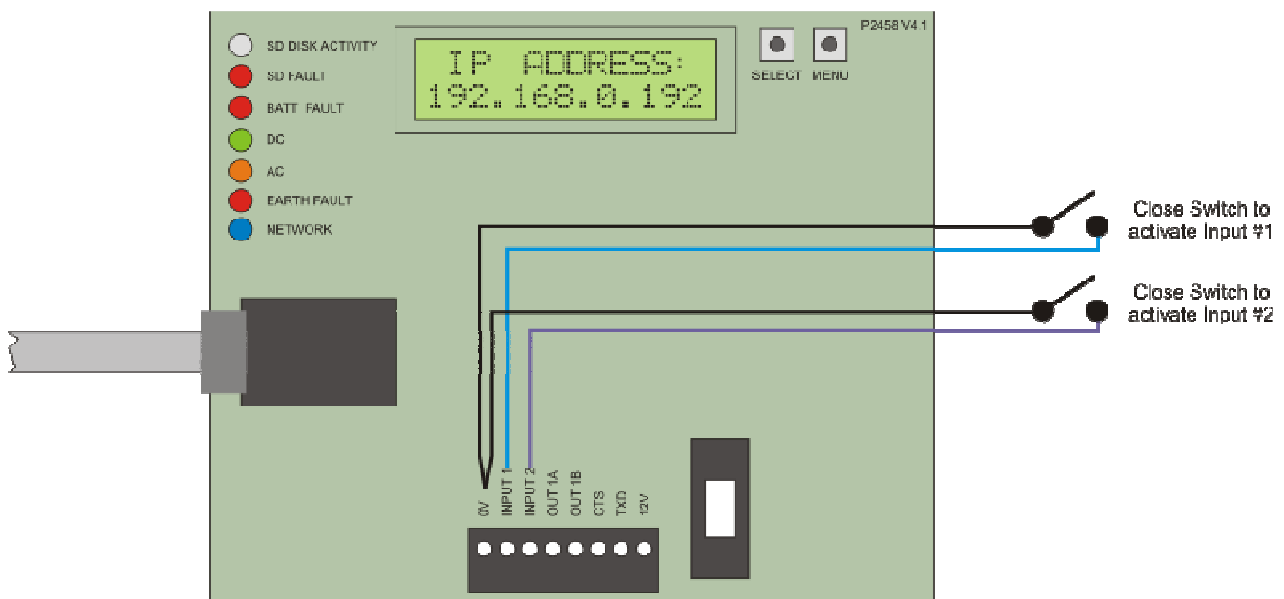 P2458 V4.1
SD DISK ACTIVITY
SD FAULT
BATT FAULT
DC
AC
EARTH FAULT
NETWORK
IP ADDRESS:
192.168.0.192
SELECT
MENU
Close Switch to
activate Input #1
Close Switch to
activate Input #2
0V
INPUT 1
INPUT 2
OUT 1A
OUT 1B
CTS
TXD
12V